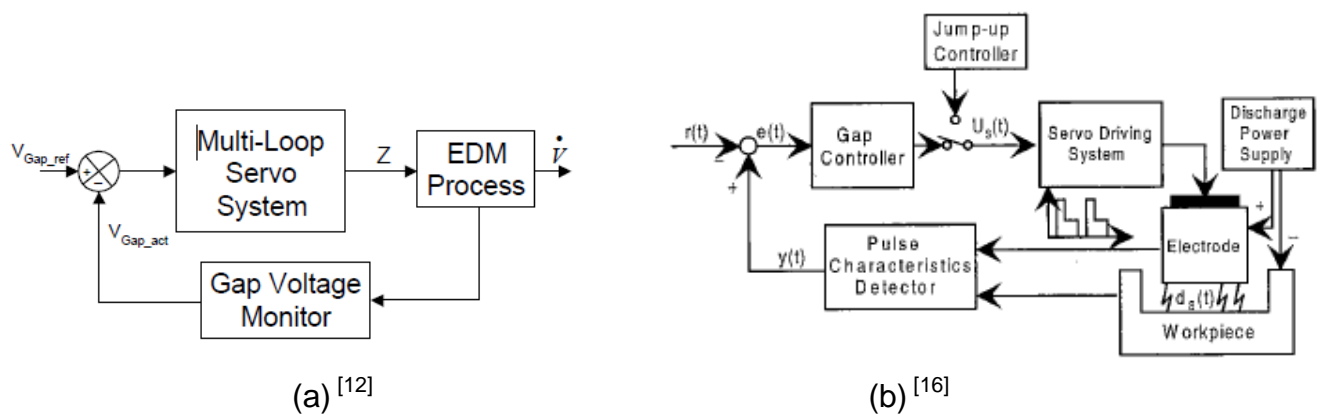 V_Gap_ref
+
−
Multi-Loop
Servo
System
Z
EDM
Process
V̇
V_Gap_act
Gap Voltage
Monitor
(a) [12]
Jump-up
Controller
r(t)
−
+
e(t)
Gap
Controller
U_s(t)
Servo Driving
System
Discharge
Power
Supply
+
−
Electrode
y(t)
Pulse
Characteristics
Detector
d_s(t)
Workpiece
(b) [16]